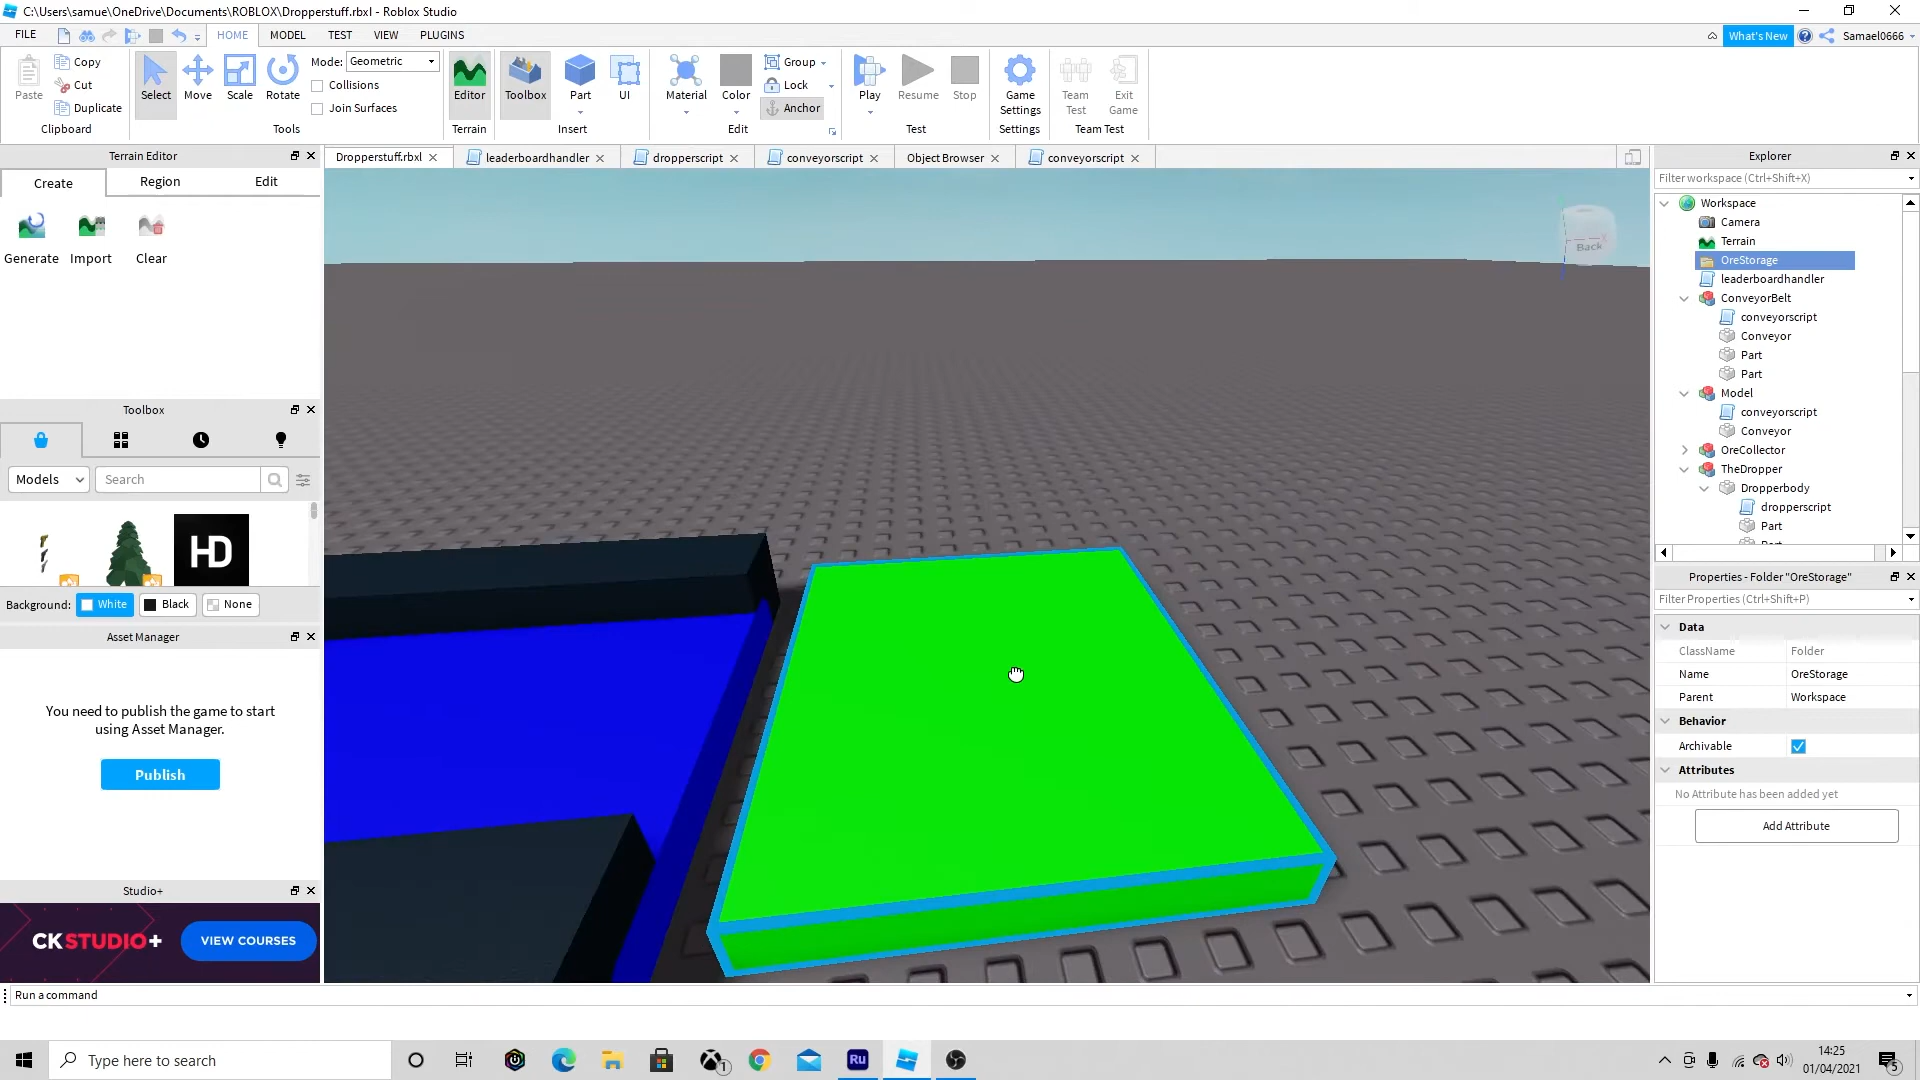 C:\Users\samue\OneDrive\Documents\ROBLOX\Dropperstuff.rbxl - Roblox Studio
FILE HOME MODEL TEST VIEW PLUGINS What's New Samael0666
Paste Copy Cut Duplicate Clipboard
Select Move Scale Rotate Mode: Geometric Collisions Join Surfaces Tools
Editor Terrain
Toolbox Part UI Insert
Material Color Group Lock Anchor Edit
Play Resume Stop Test
Game Settings Settings
Team Test Exit Game Team Test
Terrain Editor
Create Region Edit
Generate Import Clear
Toolbox
Models Search
HD
Background: White Black None
Asset Manager
You need to publish the game to start
using Asset Manager.
Publish
Studio+
CKSTUDIO+ VIEW COURSES
Dropperstuff.rbxl leaderboardhandler dropperscript conveyorscript Object Browser conveyorscript
Back
Explorer
Filter workspace (Ctrl+Shift+X)
Workspace
Camera
Terrain
OreStorage
leaderboardhandler
ConveyorBelt
conveyorscript
Conveyor
Part
Part
Model
conveyorscript
Conveyor
OreCollector
TheDropper
Dropperbody
dropperscript
Part
Properties - Folder "OreStorage"
Filter Properties (Ctrl+Shift+P)
Data
ClassName Folder
Name OreStorage
Parent Workspace
Behavior
Archivable
Attributes
No Attribute has been added yet
Add Attribute
Run a command
Type here to search
1
Ru
14:25
01/04/2021
5